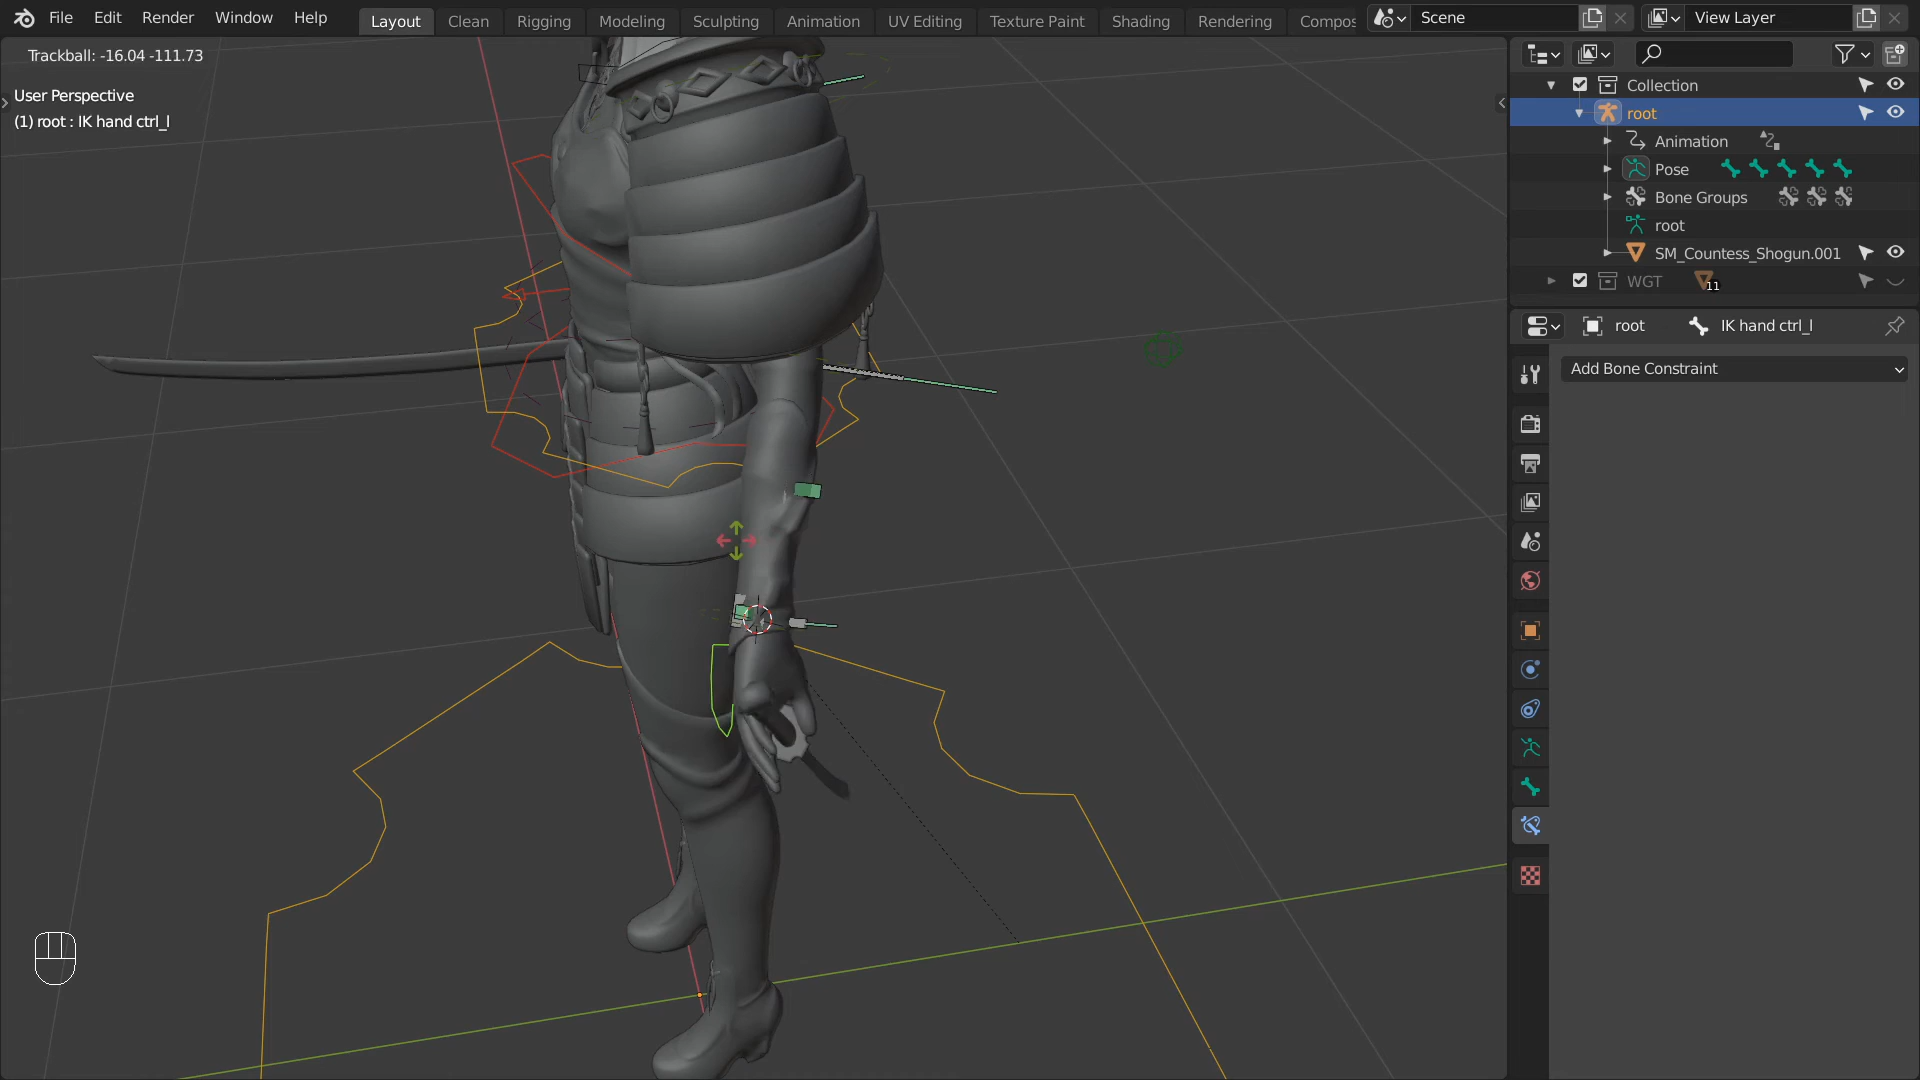 File Edit Render Window Help
Layout Clean Rigging Modeling Sculpting Animation UV Editing Texture Paint Shading Rendering Compos
Scene
View Layer
Trackball: -16.04 -111.73
User Perspective
(1) root : IK hand ctrl_l
Collection
root
Animation
Pose
Bone Groups
root
SM_Countess_Shogun.001
WGT
11
root
IK hand ctrl_l
Add Bone Constraint